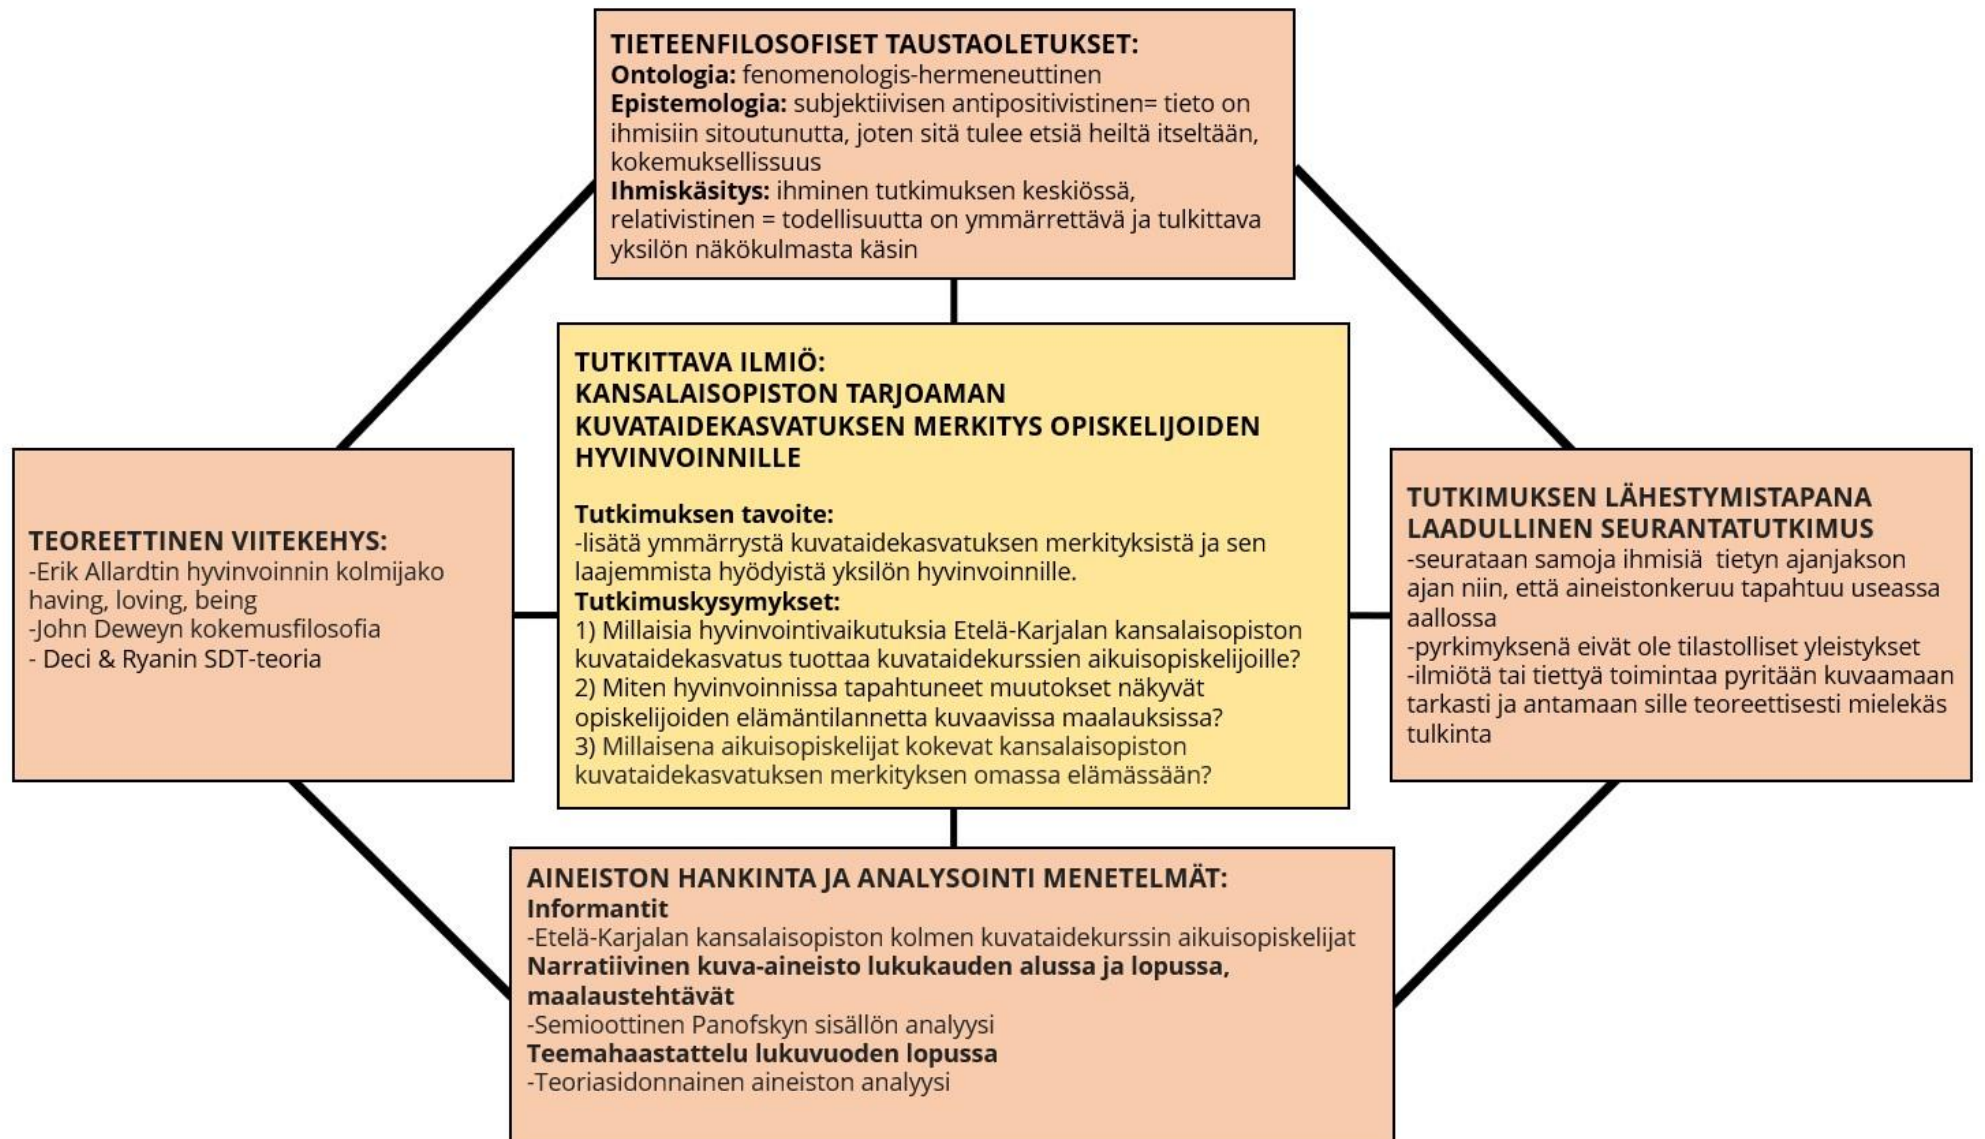 TIETEENFILOSOFISET TAUSTAOLETUKSET:
Ontologia: fenomenologis-hermeneuttinen
Epistemologia: subjektiivisen antipositivistinen= tieto on
ihmisiin sitoutunutta, joten sitä tulee etsiä heiltä itseltään,
kokemuksellissuus
Ihmiskäsitys: ihminen tutkimuksen keskiössä,
relativistinen = todellisuutta on ymmärrettävä ja tulkittava
yksilön näkökulmasta käsin
TEOREETTINEN VIITEKEHYS:
-Erik Allardtin hyvinvoinnin kolmijako
having, loving, being
-John Deweyn kokemusfilosofia
- Deci & Ryanin SDT-teoria
TUTKITTAVA ILMIÖ:
KANSALAISOPISTON TARJOAMAN
KUVATAIDEKASVATUKSEN MERKITYS OPISKELIJOIDEN
HYVINVOINNILLE
Tutkimuksen tavoite:
-lisätä ymmärrystä kuvataidekasvatuksen merkityksistä ja sen
laajemmista hyödyistä yksilön hyvinvoinnille.
Tutkimuskysymykset:
1) Millaisia hyvinvointivaikutuksia Etelä-Karjalan kansalaisopiston
kuvataidekasvatus tuottaa kuvataidekurssien aikuisopiskelijoille?
2) Miten hyvinvoinnissa tapahtuneet muutokset näkyvät
opiskelijoiden elämäntilannetta kuvaavissa maalauksissa?
3) Millaisena aikuisopiskelijat kokevat kansalaisopiston
kuvataidekasvatuksen merkityksen omassa elämässään?
TUTKIMUKSEN LÄHESTYMISTAPANA
LAADULLINEN SEURANTATUTKIMUS
-seurataan samoja ihmisiä tietyn ajanjakson
ajan niin, että aineistonkeruu tapahtuu useassa
aallossa
-pyrkimyksenä eivät ole tilastolliset yleistykset
-ilmiötä tai tiettyä toimintaa pyritään kuvaamaan
tarkasti ja antamaan sille teoreettisesti mielekäs
tulkinta
AINEISTON HANKINTA JA ANALYSOINTI MENETELMÄT:
Informantit
-Etelä-Karjalan kansalaisopiston kolmen kuvataidekurssin aikuisopiskelijat
Narratiivinen kuva-aineisto lukukauden alussa ja lopussa,
maalaustehtävät
-Semioottinen Panofskyn sisällön analyysi
Teemahaastattelu lukuvuoden lopussa
-Teoriasidonnainen aineiston analyysi